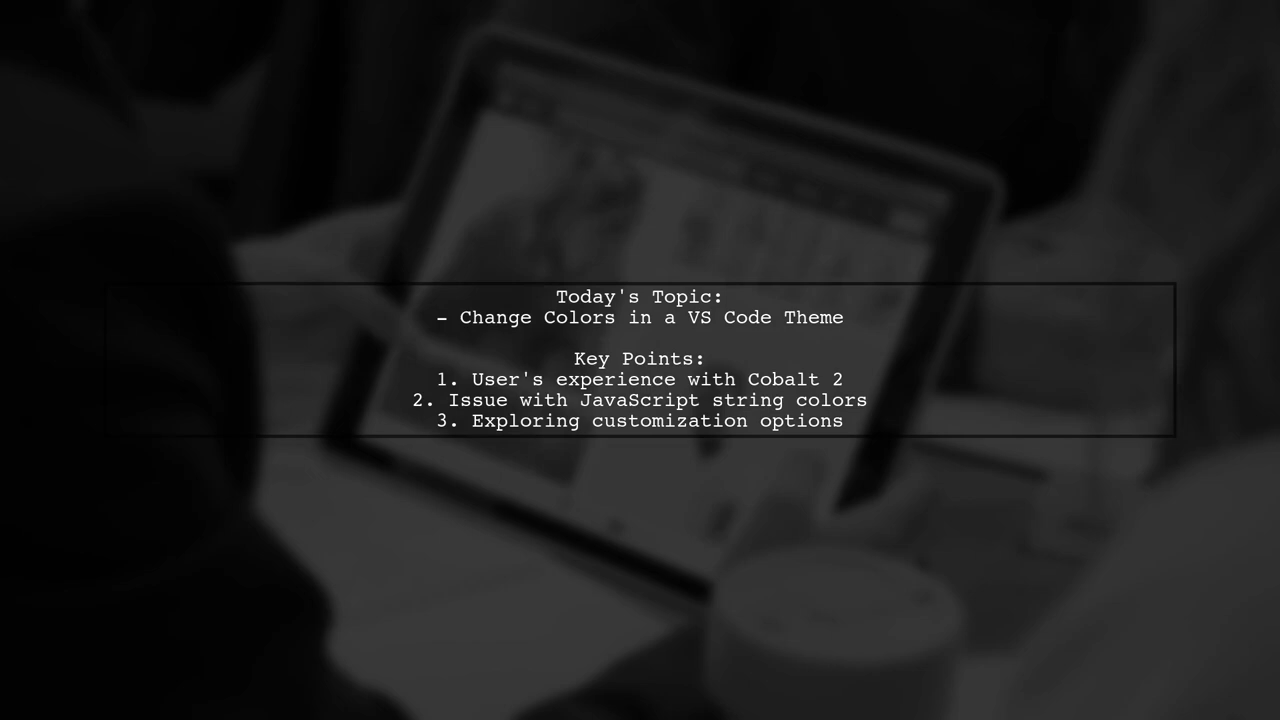 Today's Topic:
- Change Colors in a VS Code Theme
Key Points:
1. User's experience with Cobalt 2
2. Issue with JavaScript string colors
3. Exploring customization options